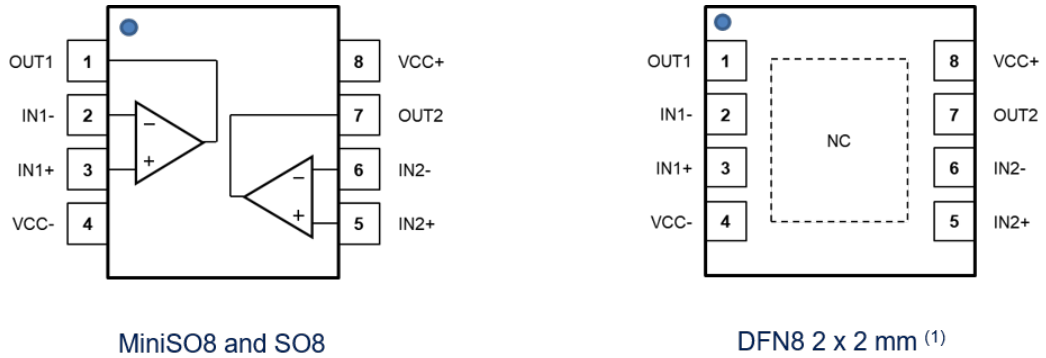 OUT1 1 8 VCC+
IN1- 2 − 7 OUT2
IN1+ 3 + − 6 IN2-
VCC- 4 + 5 IN2+
MiniSO8 and SO8
OUT1 1 8 VCC+
IN1- 2 NC 7 OUT2
IN1+ 3 6 IN2-
VCC- 4 5 IN2+
DFN8 2 x 2 mm (1)